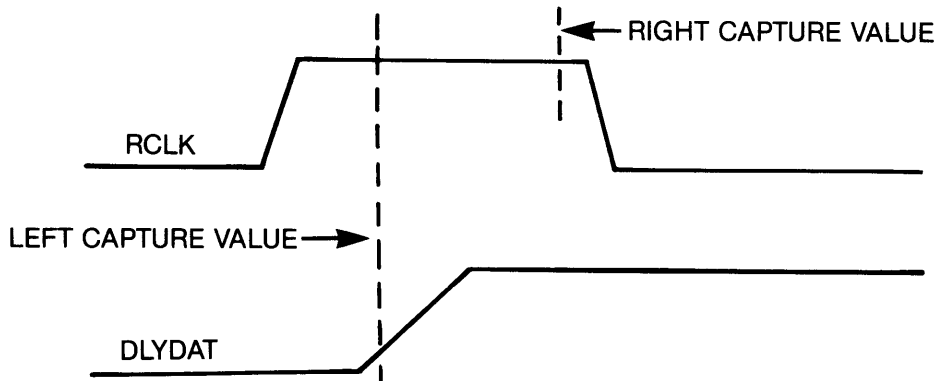 RIGHT CAPTURE VALUE
RCLK
LEFT CAPTURE VALUE
DLYDAT